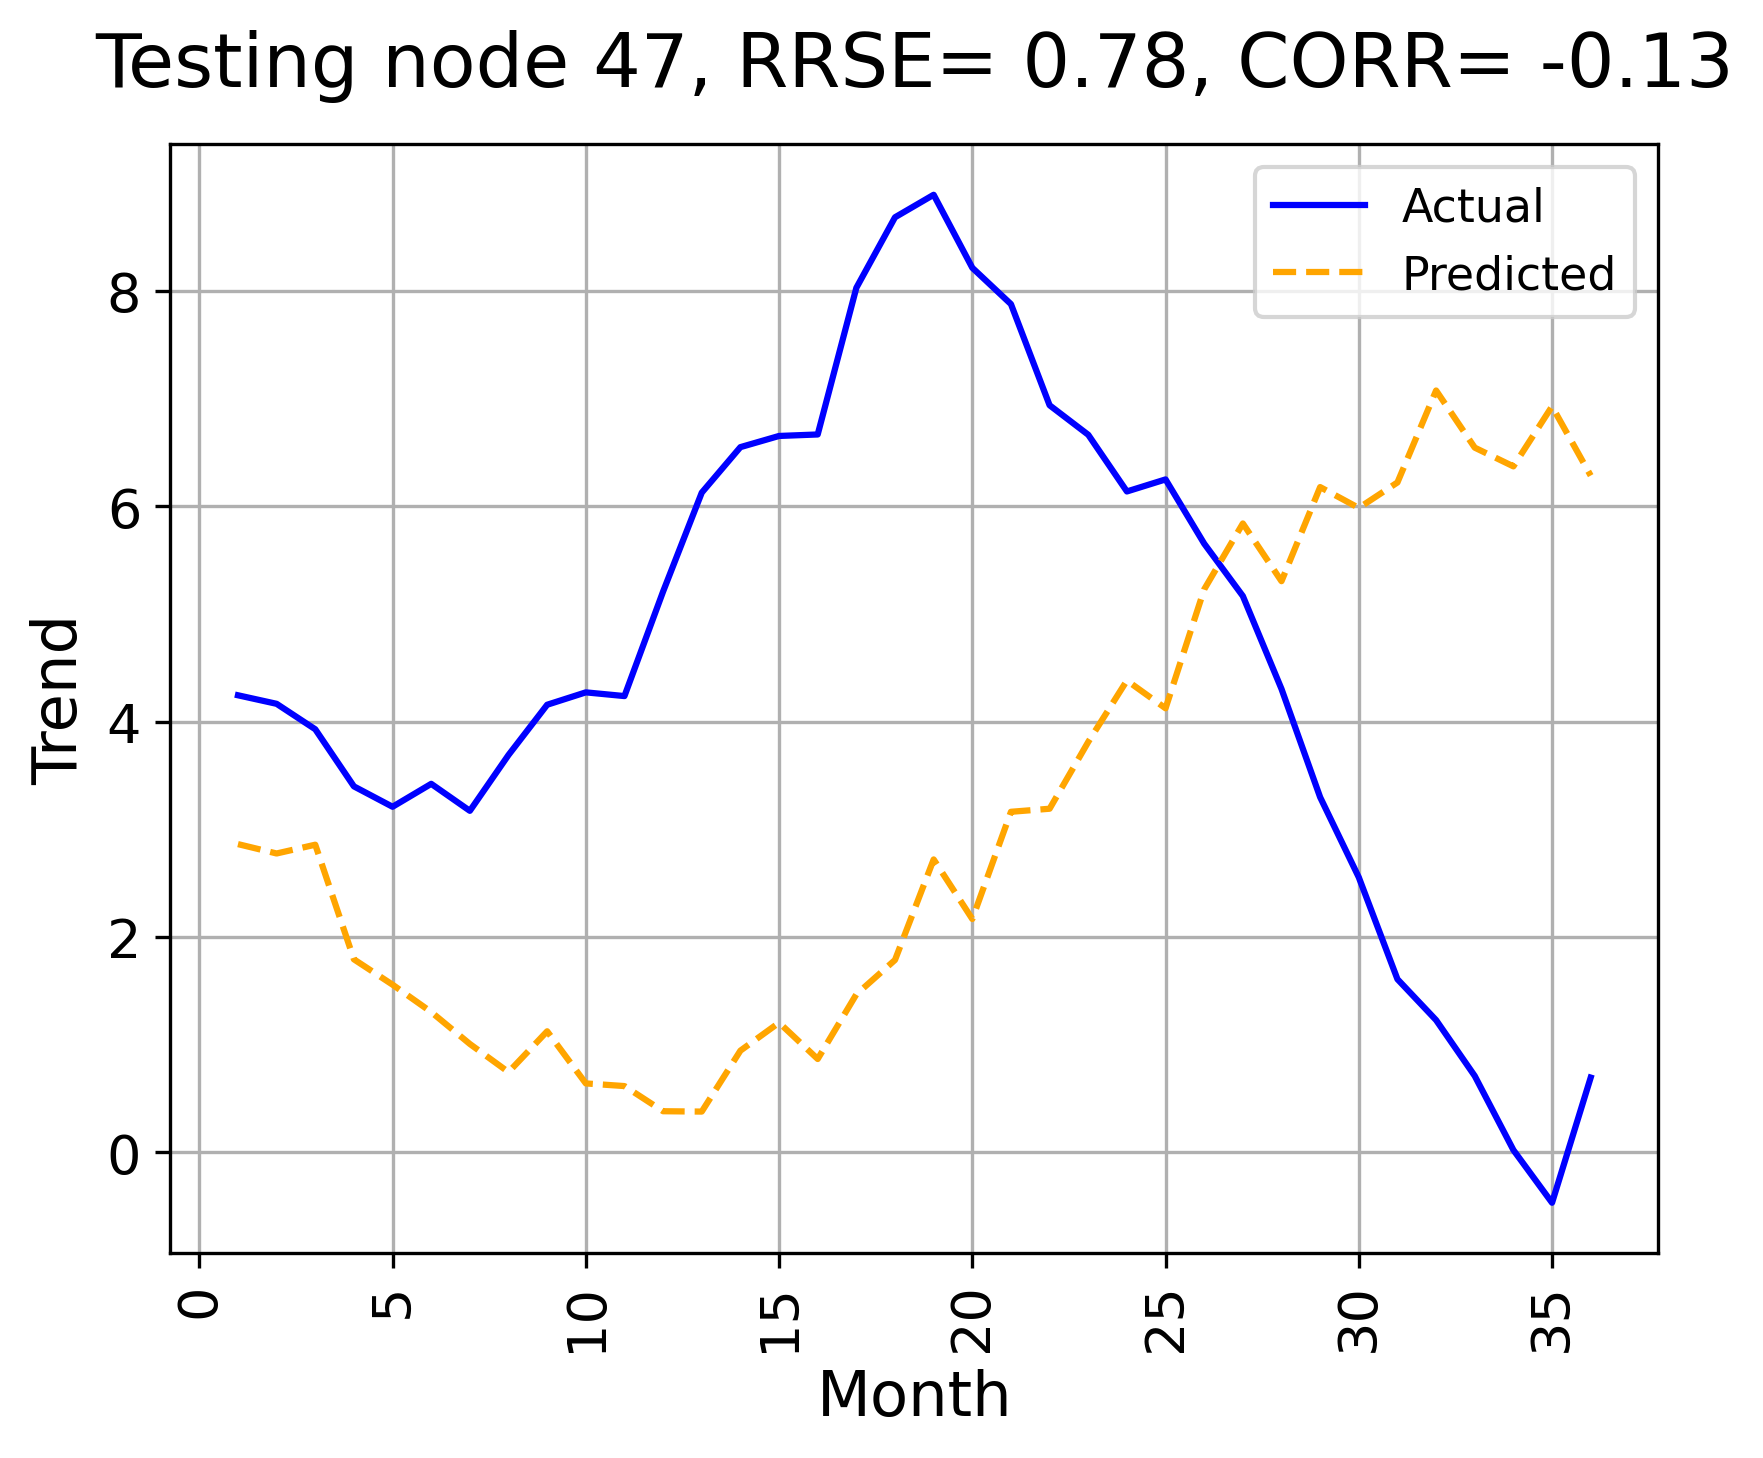 Testing node 47, RRSE= 0.78, CORR= -0.13
Actual
Predicted
Trend
8
6
4
2
0
0 5 10 15 20 25 30 35
Month